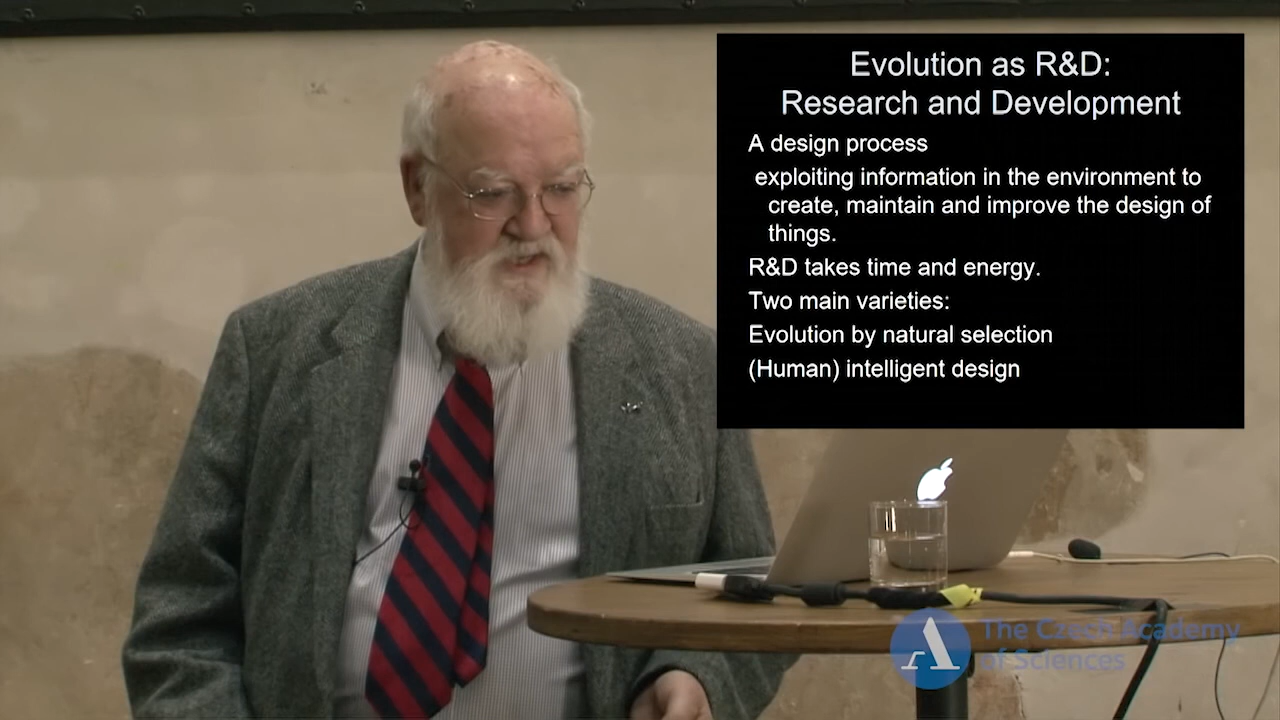 Evolution as R&D:
Research and Development
A design process
exploiting information in the environment to
create, maintain and improve the design of
things.
R&D takes time and energy.
Two main varieties:
Evolution by natural selection
(Human) intelligent design
A The Czech Academy
of Sciences